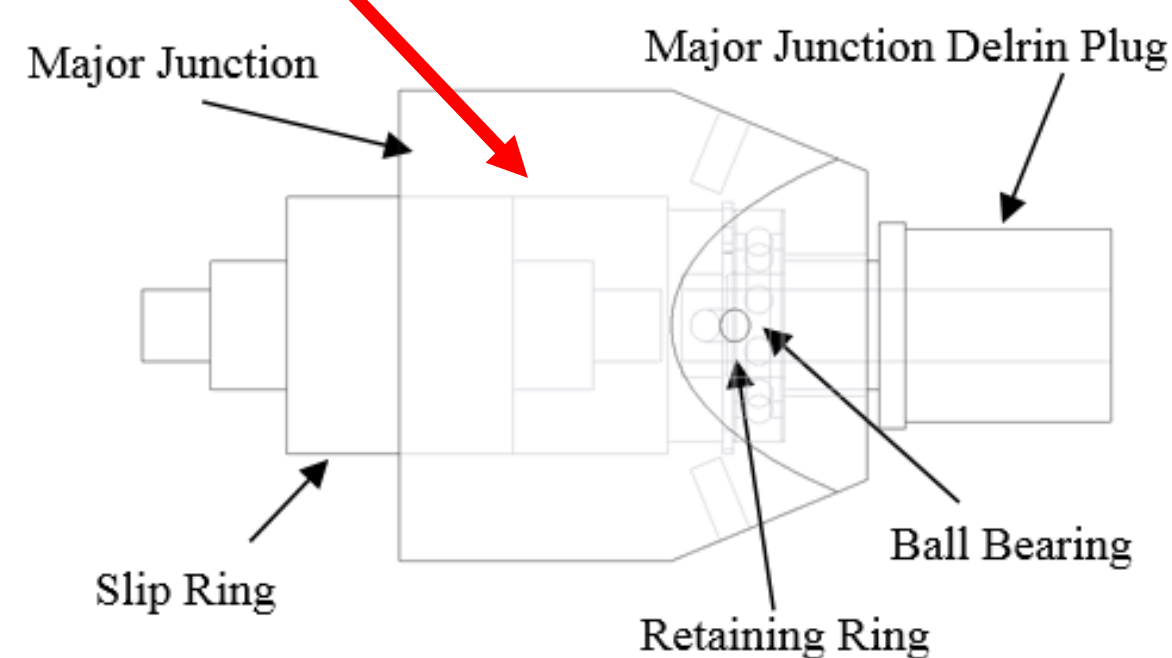 Major Junction
Major Junction Delrin Plug
Ball Bearing
Slip Ring
Retaining Ring